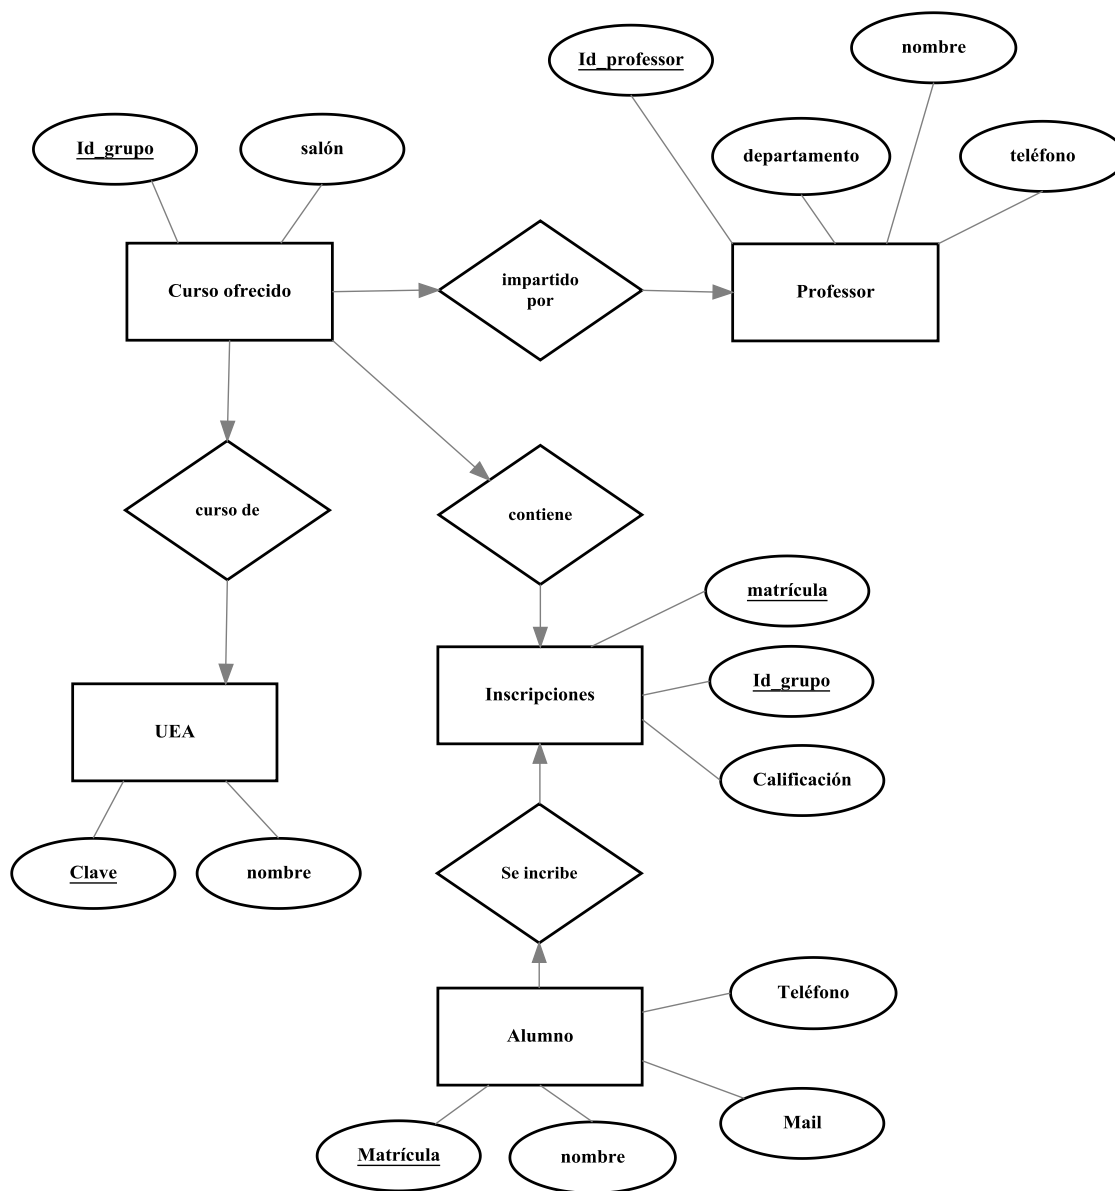 Id_professor
nombre
Id_grupo
salón
departamento
teléfono
Curso ofrecido
impartido
por
Professor
curso de
contiene
matrícula
Id_grupo
Inscripciones
UEA
Calificación
Clave
nombre
Se incribe
Teléfono
Alumno
Mail
Matrícula
nombre